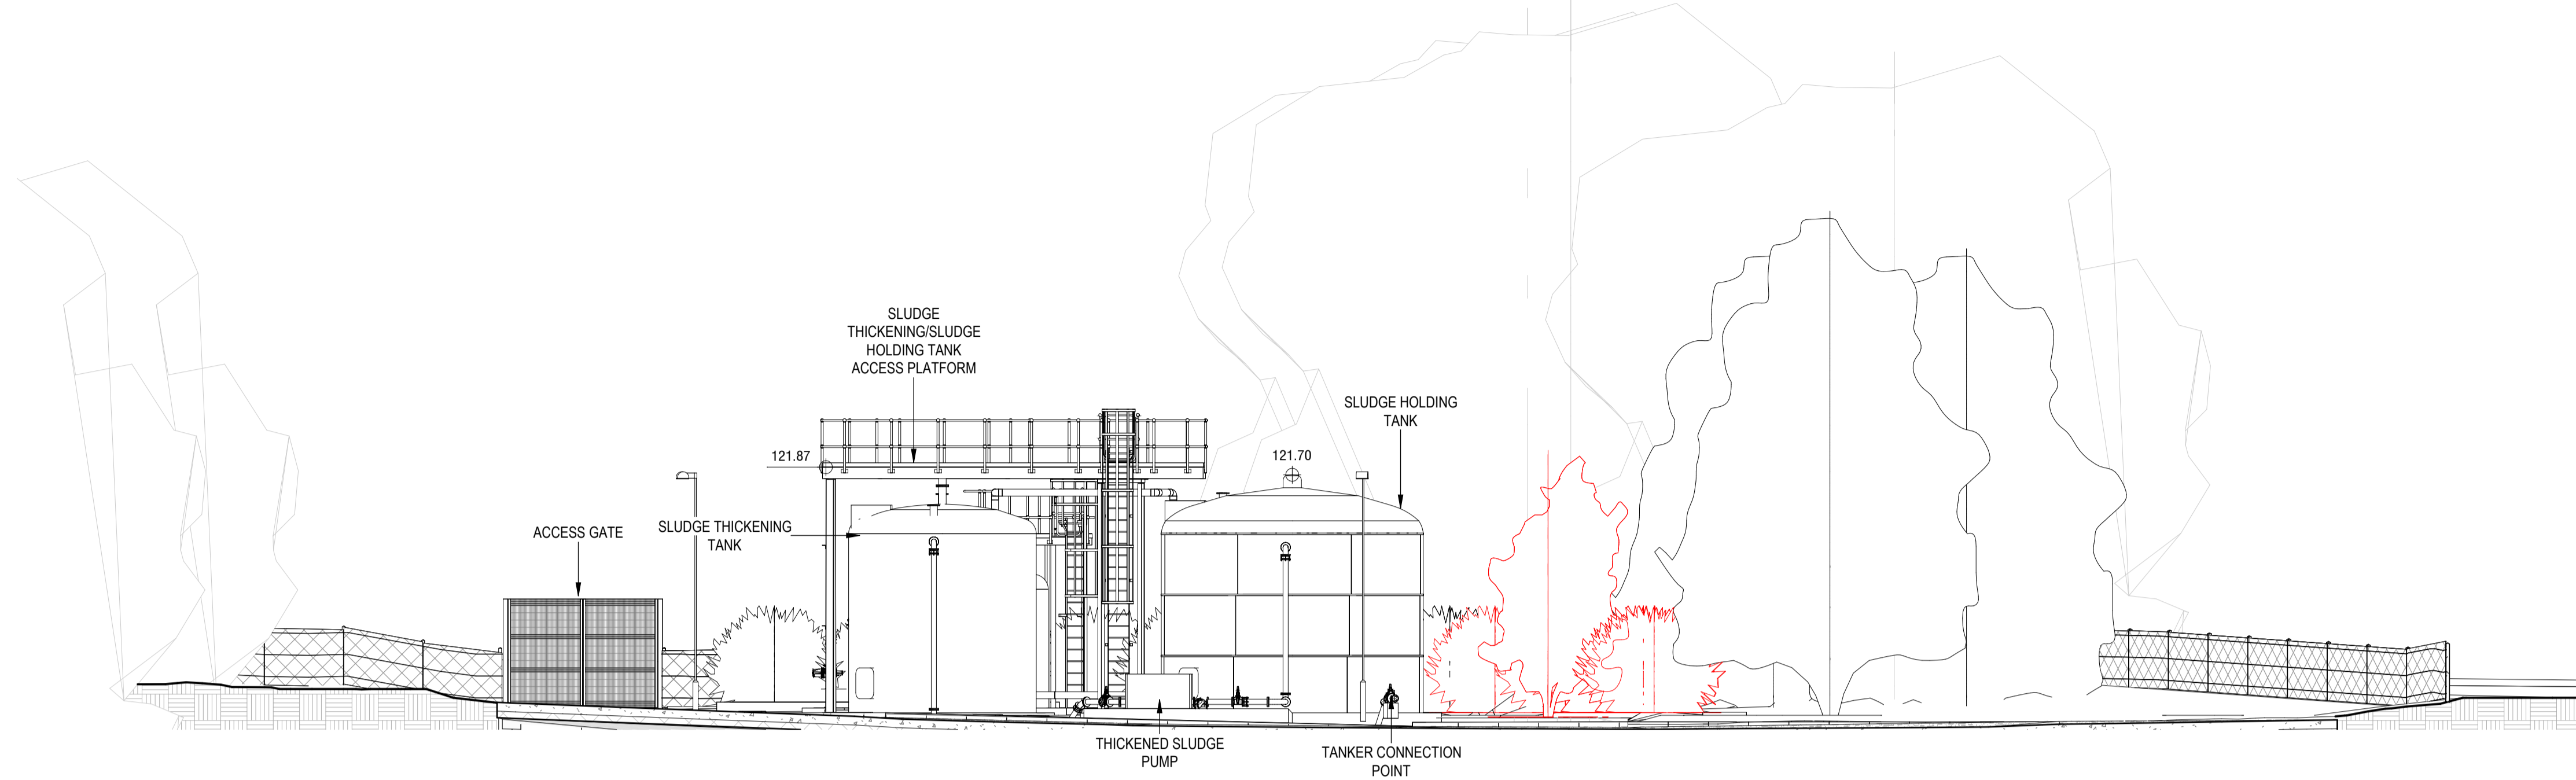 SLUDGE
THICKENING/SLUDGE
HOLDING TANK
ACCESS PLATFORM
SLUDGE HOLDING
TANK
121.87
121.70
SLUDGE THICKENING
TANK
ACCESS GATE
THICKENED SLUDGE
PUMP
TANKER CONNECTION
POINT